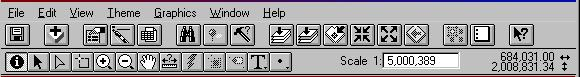 File Edit View Theme Graphics Window Help
Scale 1: 5,000,389 684,031.00
2,008,831.34